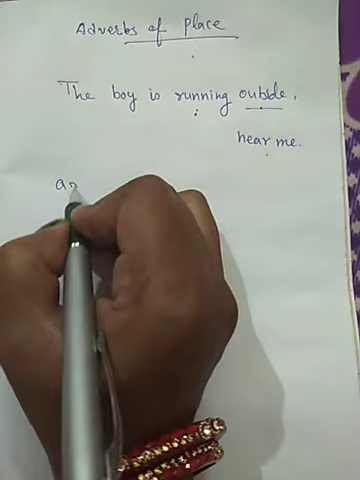 Adverbs of Place
The boy is running outside.
near me.